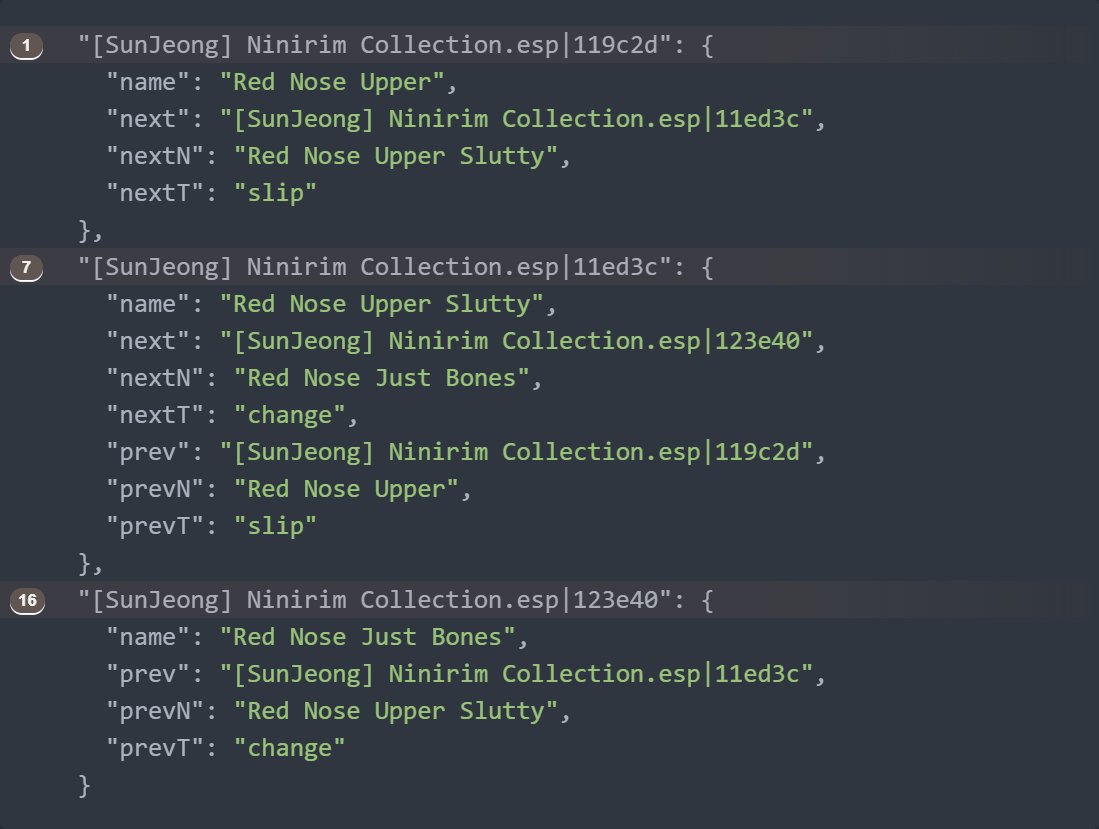 1 "[SunJeong] Ninirim Collection.esp|119c2d": {
"name": "Red Nose Upper",
"next": "[SunJeong] Ninirim Collection.esp|11ed3c",
"nextN": "Red Nose Upper Slutty",
"nextT": "slip"
},
7 "[SunJeong] Ninirim Collection.esp|11ed3c": {
"name": "Red Nose Upper Slutty",
"next": "[SunJeong] Ninirim Collection.esp|123e40",
"nextN": "Red Nose Just Bones",
"nextT": "change",
"prev": "[SunJeong] Ninirim Collection.esp|119c2d",
"prevN": "Red Nose Upper",
"prevT": "slip"
},
16 "[SunJeong] Ninirim Collection.esp|123e40": {
"name": "Red Nose Just Bones",
"prev": "[SunJeong] Ninirim Collection.esp|11ed3c",
"prevN": "Red Nose Upper Slutty",
"prevT": "change"
}